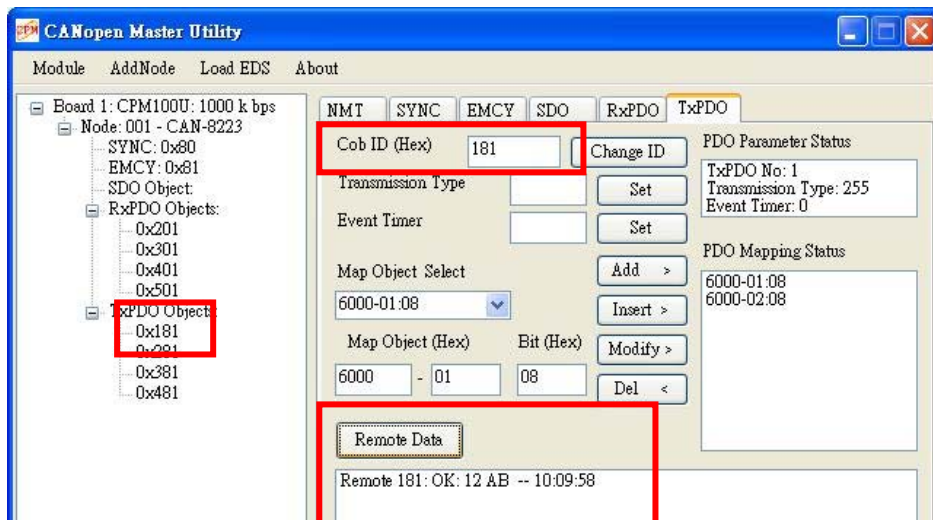 CPM CANopen Master Utility
Module AddNode Load EDS About
Board 1: CPM100U: 1000 k bps
Node: 001 - CAN-8223
SYNC: 0x80
EMCY: 0x81
SDO Object:
RxPDO Objects:
0x201
0x301
0x401
0x501
TxPDO Objects:
0x181
0x281
0x381
0x481
NMT SYNC EMCY SDO RxPDO TxPDO
Cob ID (Hex) 181 Change ID
Transmission Type Set
Event Timer Set
Map Object Select Add >
6000-01:08 Insert >
Map Object (Hex) Bit (Hex) Modify >
6000 - 01 08 Del <
PDO Parameter Status
TxPDO No: 1
Transmission Type: 255
Event Timer: 0
PDO Mapping Status
6000-01:08
6000-02:08
Remote Data
Remote 181: OK: 12 AB -- 10:09:58